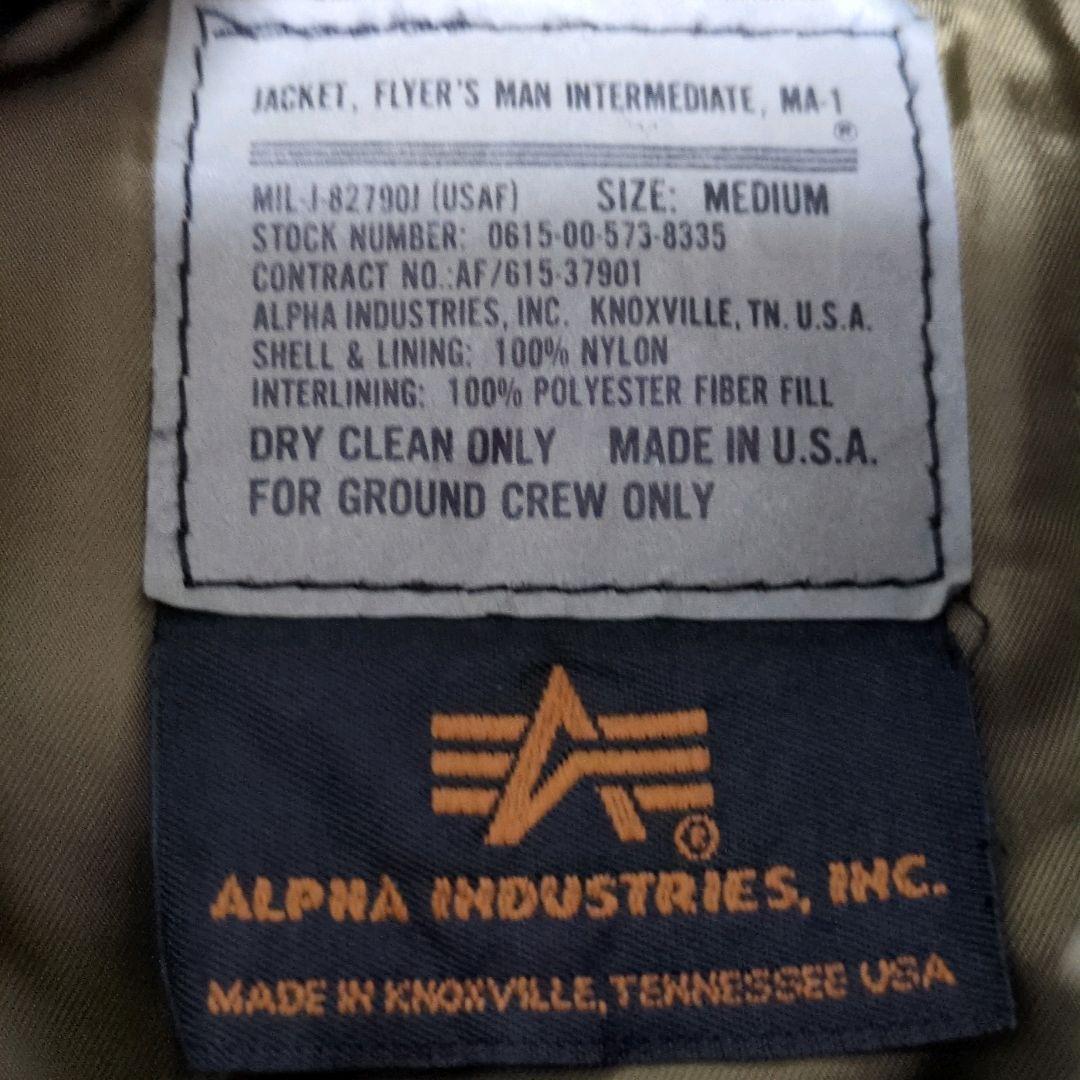 JACKET, FLYER'S MAN INTERMEDIATE, MA-1
®
MIL-J-82790J (USAF) SIZE: MEDIUM
STOCK NUMBER: 0615-00-573-8335
CONTRACT NO.:AF/615-37901
ALPHA INDUSTRIES, INC. KNOXVILLE, TN. U.S.A.
SHELL & LINING: 100% NYLON
INTERLINING: 100% POLYESTER FIBER FILL
DRY CLEAN ONLY MADE IN U.S.A.
FOR GROUND CREW ONLY
®
ALPHA INDUSTRIES, INC.
MADE IN KNOXVILLE, TENNESSEE USA